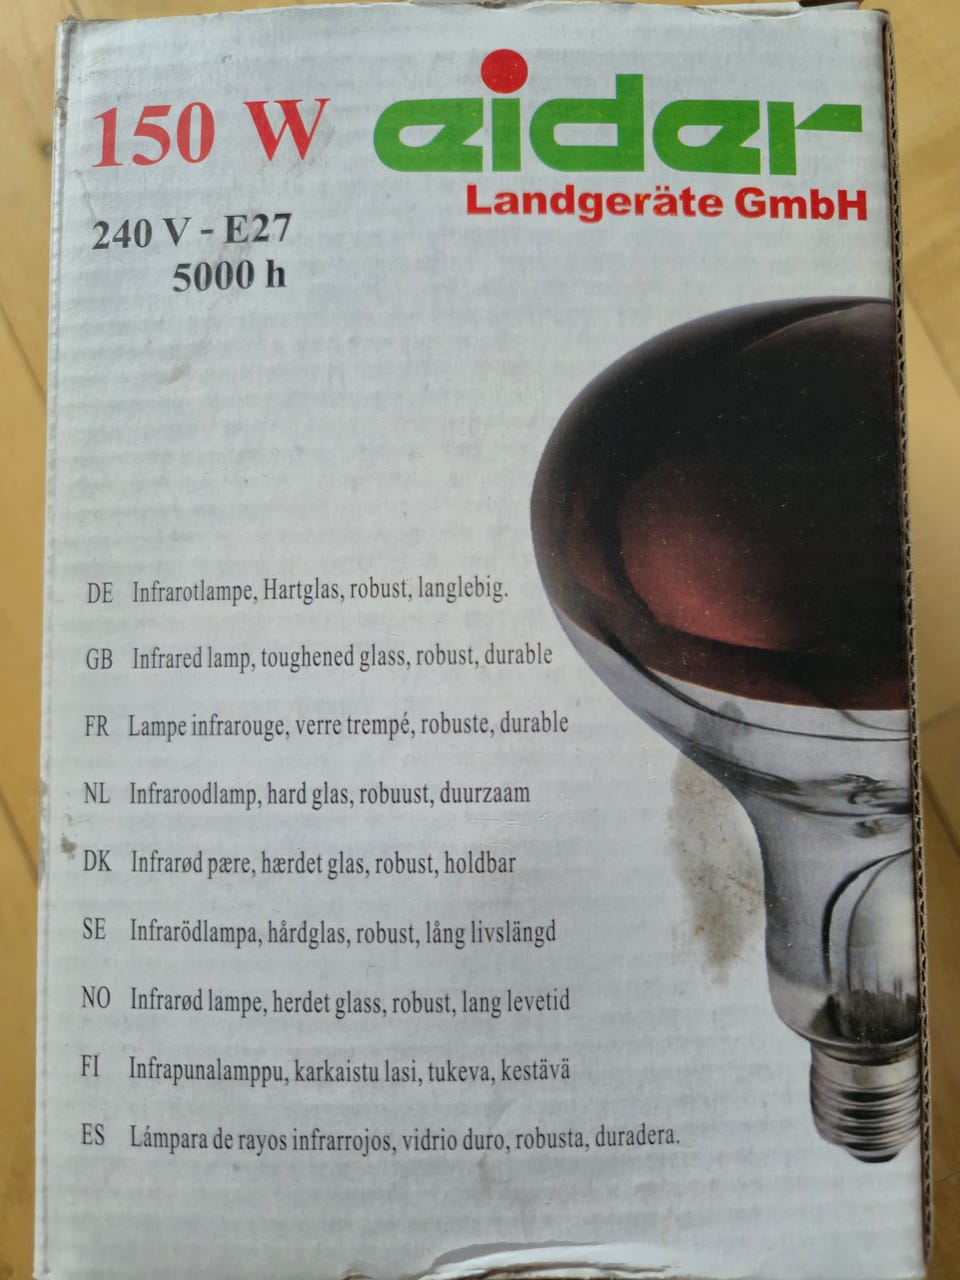 150 W
eider
Landgeräte GmbH
240 V - E27
5000 h
DE Infrarotlampe, Hartglas, robust, langlebig.
GB Infrared lamp, toughened glass, robust, durable
FR Lampe infrarouge, verre trempé, robuste, durable
NL Infraroodlamp, hard glas, robuust, duurzaam
DK Infrarød pære, hærdet glas, robust, holdbar
SE Infrarödlampa, hårdglas, robust, lång livslängd
NO Infrarød lampe, herdet glass, robust, lang levetid
FI Infrapunalamppu, karkaistu lasi, tukeva, kestävä
ES Lámpara de rayos infrarrojos, vidrio duro, robusta, duradera.